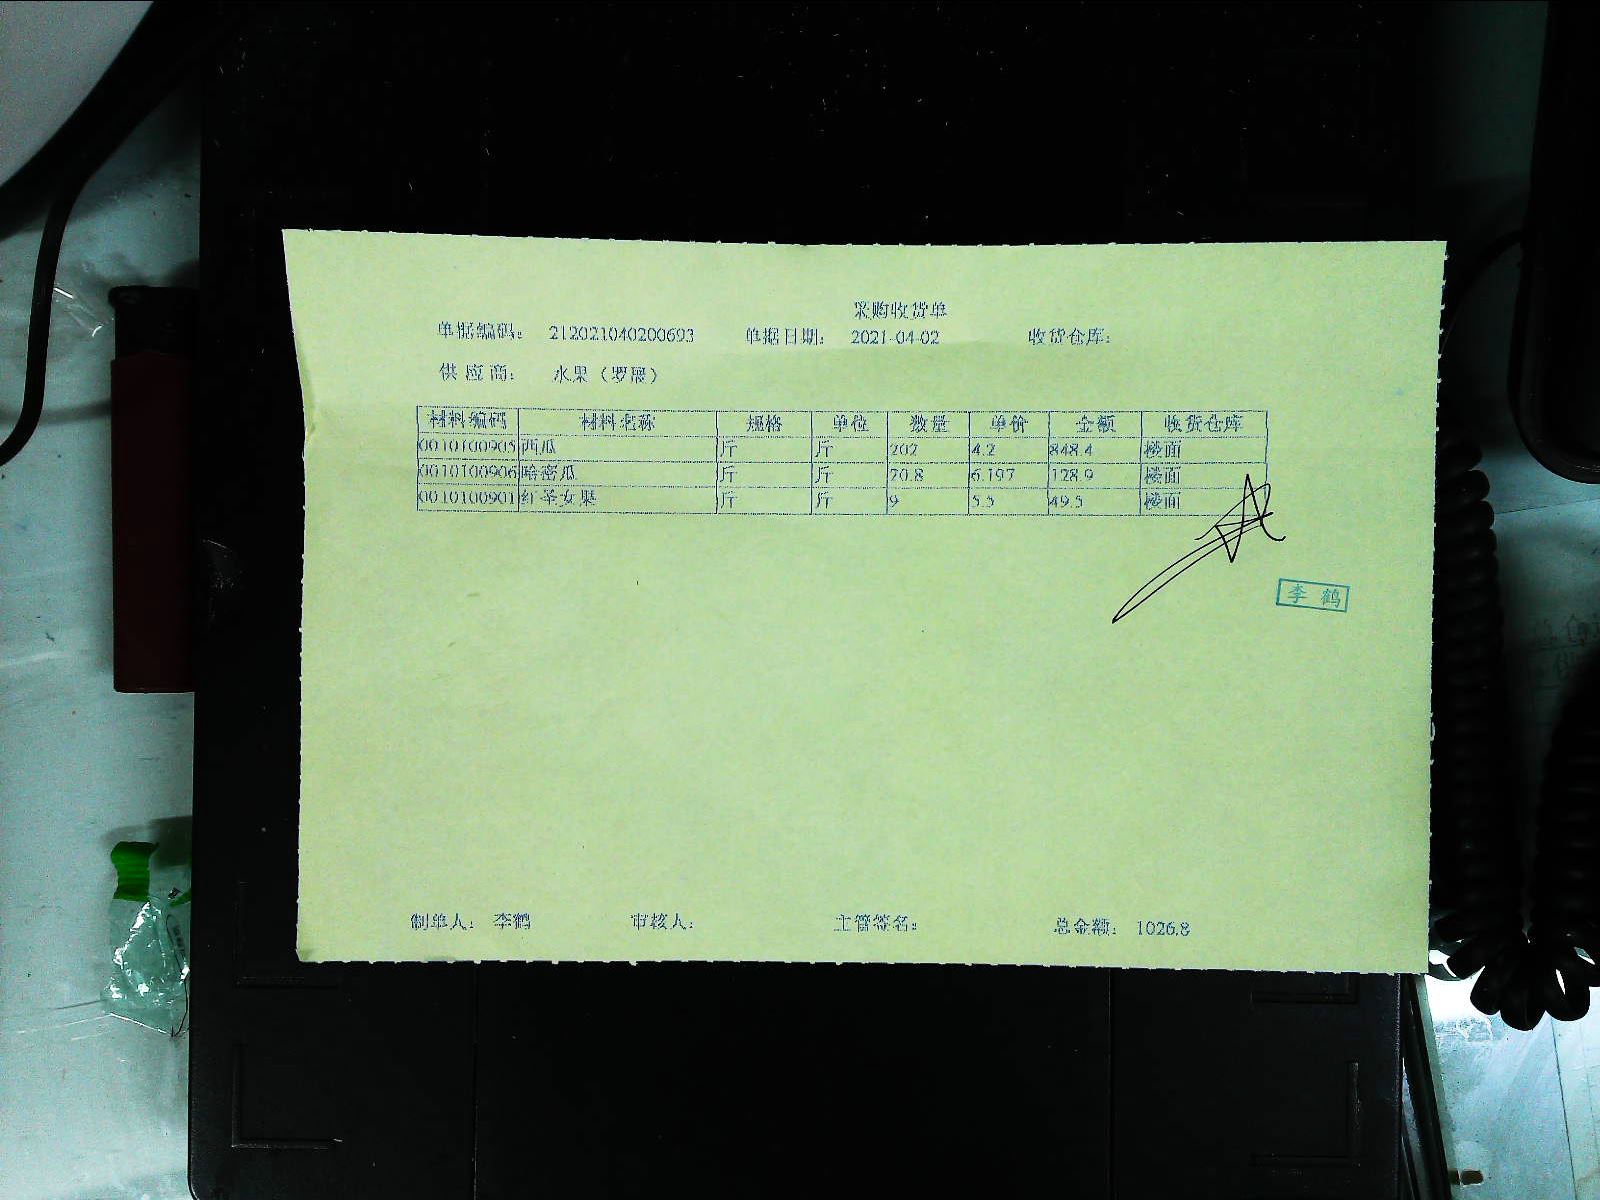 采购收货单
单据编码: 212021040200693 单据日期: 2021-04-02 收货仓库:
供应商: 水果（罗晟）
材料编码 材料名称 规格 单位 数量 单价 金额 收货仓库
0010100905 西瓜 斤 斤 202 4.2 848.4 楼面
0010100906 哈密瓜 斤 斤 20.8 6.197 128.9 楼面
0010100901 红圣女果 斤 斤 9 5.5 49.5 楼面
李鹤
制单人: 李鹤 审核人: 主管签名: 总金额: 1026.8